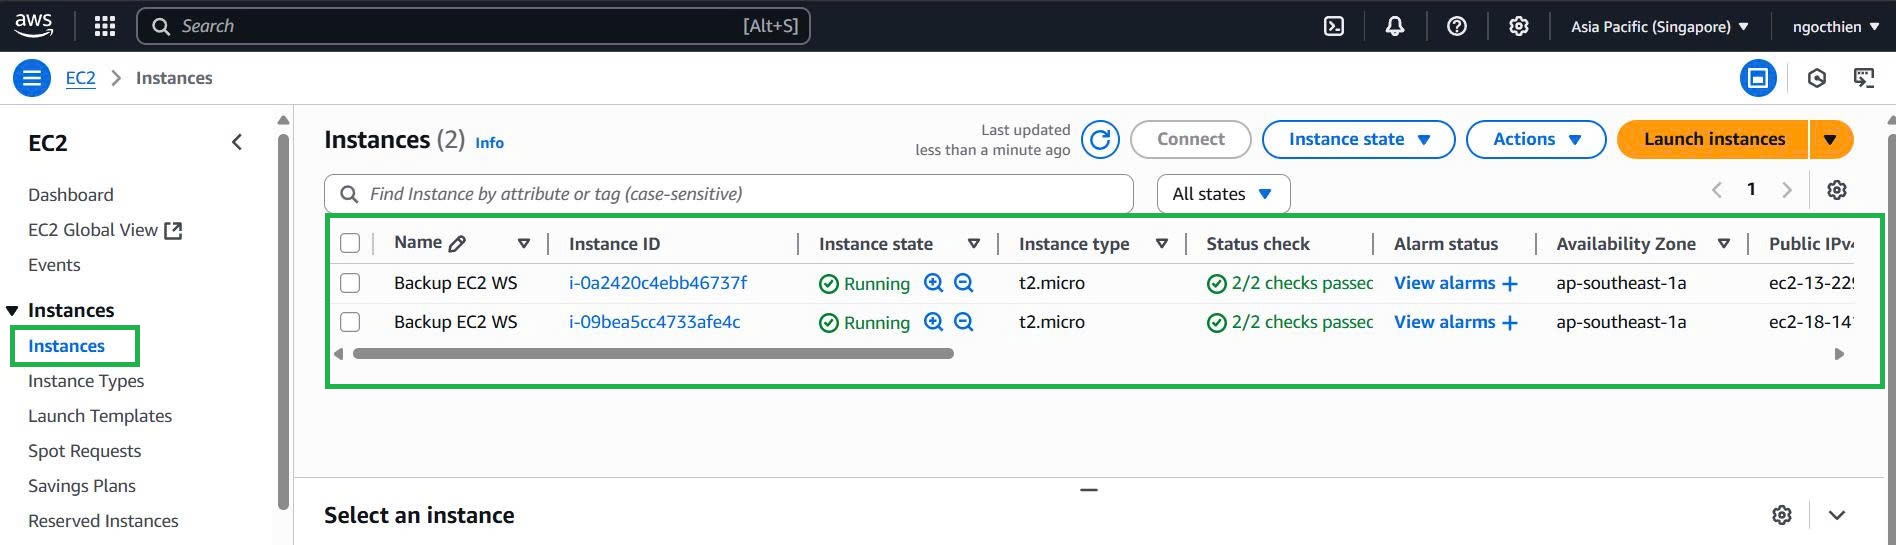 aws
Search [Alt+S] Asia Pacific (Singapore) ngocthien
EC2 Instances
EC2
Dashboard
EC2 Global View
Events
Instances
Instances
Instance Types
Launch Templates
Spot Requests
Savings Plans
Reserved Instances
Instances (2) Info
Last updated
less than a minute ago
Connect Instance state Actions Launch instances
Find Instance by attribute or tag (case-sensitive) All states 1
Name Instance ID Instance state Instance type Status check Alarm status Availability Zone Public IPv4
Backup EC2 WS i-0a2420c4ebb46737f Running t2.micro 2/2 checks passed View alarms + ap-southeast-1a ec2-13-229
Backup EC2 WS i-09bea5cc4733afe4c Running t2.micro 2/2 checks passed View alarms + ap-southeast-1a ec2-18-141
Select an instance